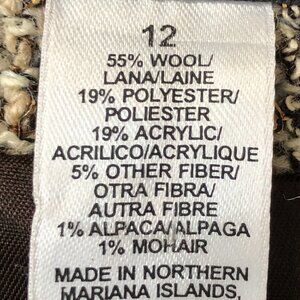 12
55% WOOL/
LANA/LAINE
19% POLYESTER/
POLIESTER
19% ACRYLIC/
ACRILICO/ACRYLIQUE
5% OTHER FIBER/
OTRA FIBRA/
AUTRA FIBRE
1% ALPACA/ALPAGA
1% MOHAIR
MADE IN NORTHERN
MARIANA ISLANDS,